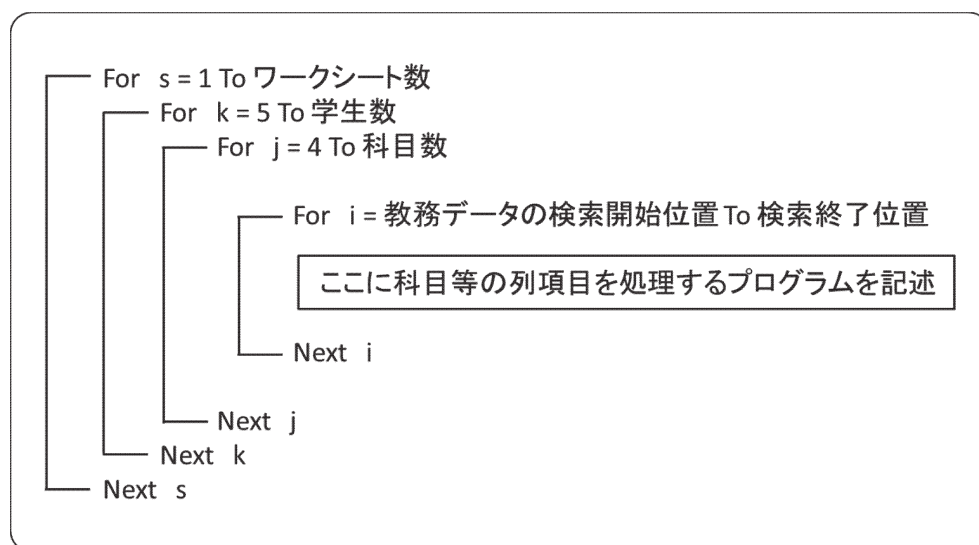 For s = 1 To ワークシート数
For k = 5 To 学生数
For j = 4 To 科目数
For i = 教務データの検索開始位置 To 検索終了位置
ここに科目等の列項目を処理するプログラムを記述
Next i
Next j
Next k
Next s